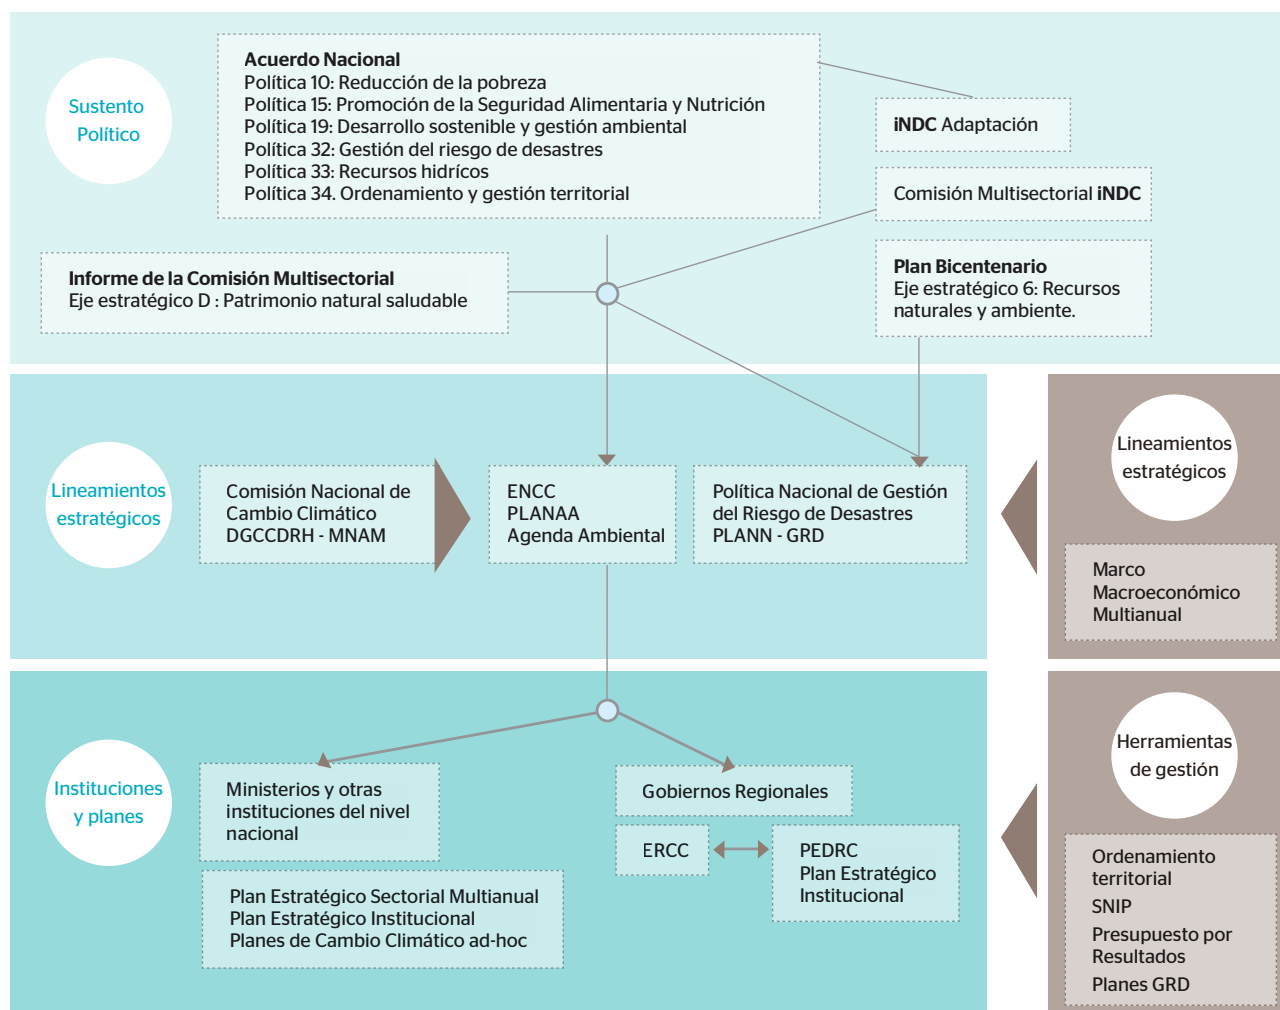 Sustento
Político
Acuerdo Nacional
Política 10: Reducción de la pobreza
Política 15: Promoción de la Seguridad Alimentaria y Nutrición
Política 19: Desarrollo sostenible y gestión ambiental
Política 32: Gestión del riesgo de desastres
Política 33: Recursos hidrícos
Política 34. Ordenamiento y gestión territorial
iNDC Adaptación
Comisión Multisectorial iNDC
Informe de la Comisión Multisectorial
Eje estratégico D : Patrimonio natural saludable
Plan Bicentenario
Eje estratégico 6: Recursos
naturales y ambiente.
Lineamientos
estratégicos
Comisión Nacional de
Cambio Climático
DGCCDRH - MNAM
ENCC
PLANAA
Agenda Ambiental
Política Nacional de Gestión
del Riesgo de Desastres
PLANN - GRD
Lineamientos
estratégicos
Marco
Macroeconómico
Multianual
Instituciones
y planes
Ministerios y otras
instituciones del nivel
nacional
Plan Estratégico Sectorial Multianual
Plan Estratégico Institucional
Planes de Cambio Climático ad-hoc
Gobiernos Regionales
ERCC
PEDRC
Plan Estratégico
Institucional
Herramientas
de gestión
Ordenamiento
territorial
SNIP
Presupuesto por
Resultados
Planes GRD